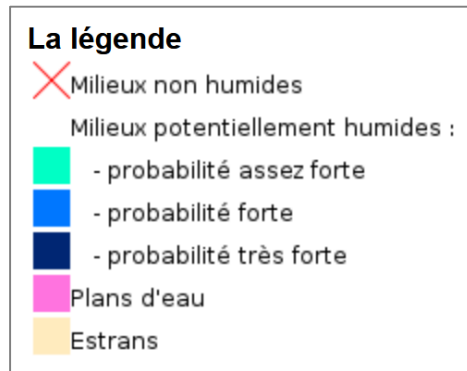 La légende
Milieux non humides
Milieux potentiellement humides :
- probabilité assez forte
- probabilité forte
- probabilité très forte
Plans d'eau
Estrans